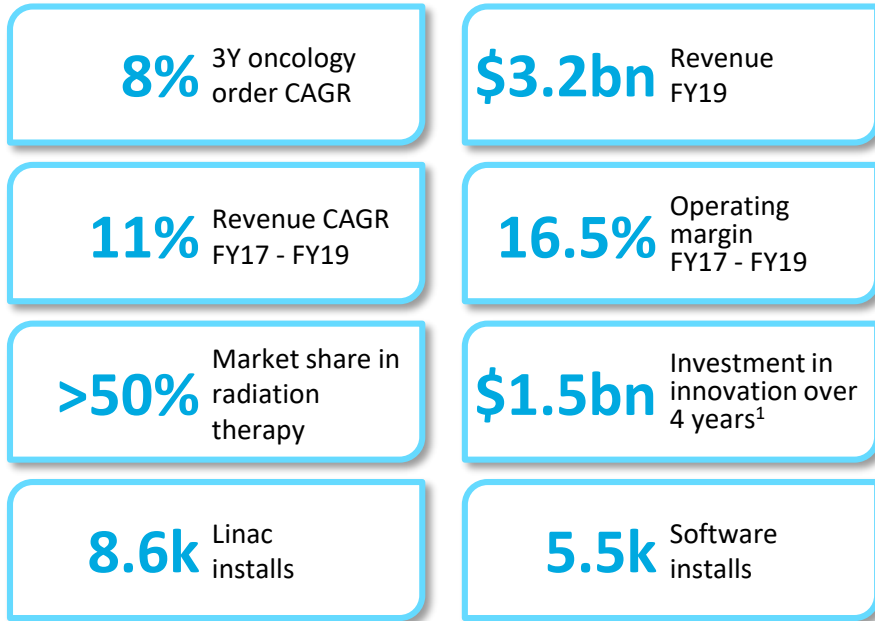 8% 3Y oncology
order CAGR
$3.2bn Revenue
FY19
11% Revenue CAGR
FY17 - FY19
16.5% Operating
margin
FY17 - FY19
>50% Market share in
radiation
therapy
$1.5bn Investment in
innovation over
4 years¹
8.6k Linac
installs
5.5k Software
installs